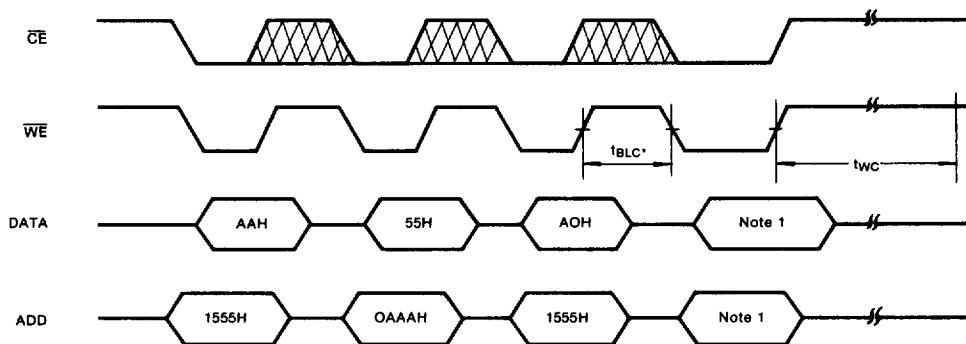 CE
WE
tBLC*
tWC
DATA
AAH
55H
AOH
Note 1
ADD
1555H
OAAAH
1555H
Note 1